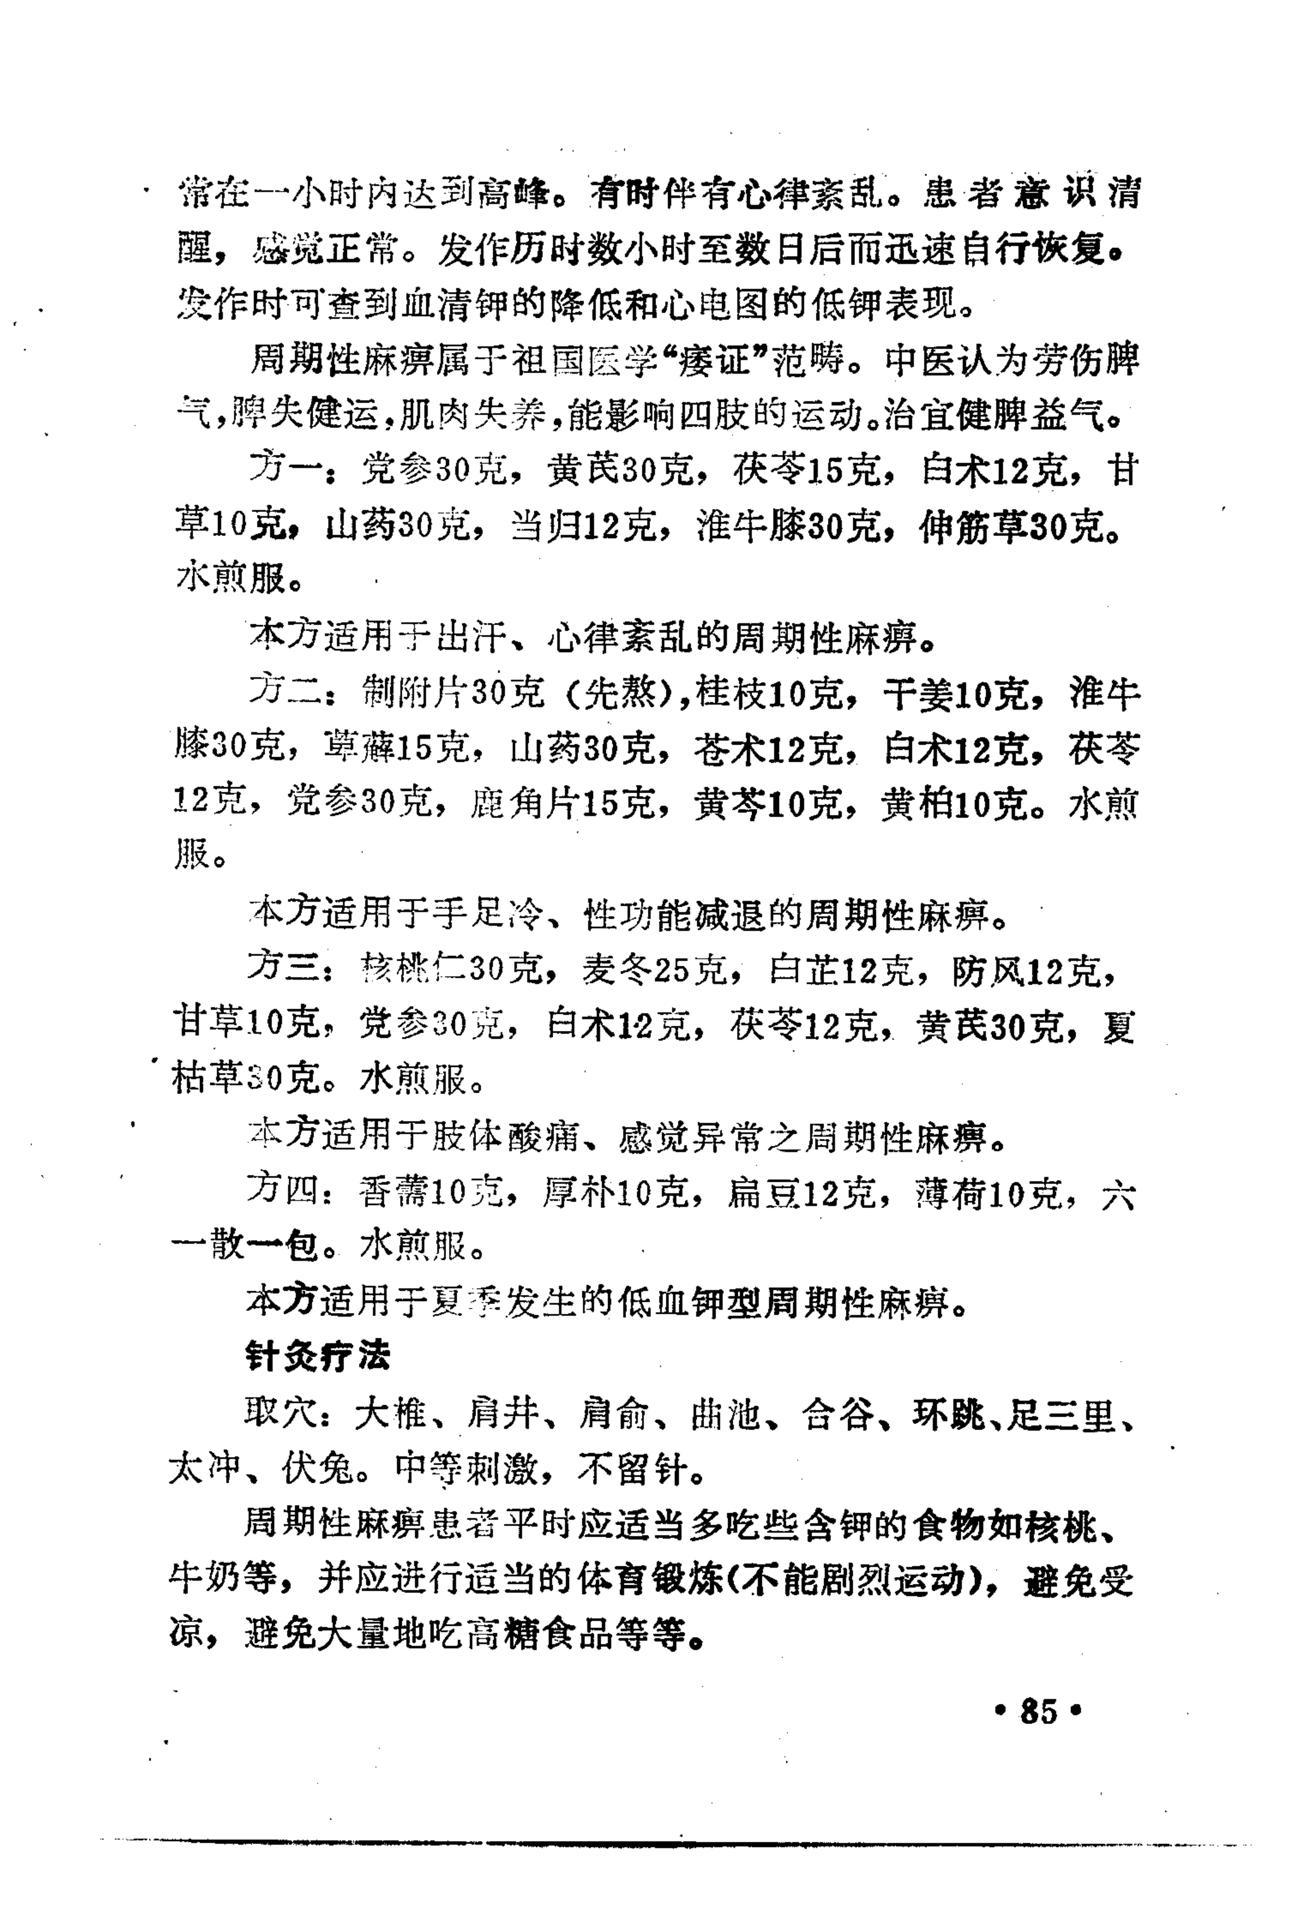 常在一小时内达到高峰。有时伴有心律紊乱。患者意识清
醒，感觉正常。发作历时数小时至数日后而迅速自行恢复。
发作时可查到血清钾的降低和心电图的低钾表现。
周期性麻痹属于祖国医学“痿证”范畴。中医认为劳伤脾
气，脾失健运，肌肉失养，能影响四肢的运动。治宜健脾益气。
方一：党参30克，黄芪30克，茯苓15克，白术12克，甘
草10克，山药30克，当归12克，淮牛膝30克，伸筋草30克。
水煎服。
本方适用于出汗、心律紊乱的周期性麻痹。
方二：制附片30克（先熬），桂枝10克，干姜10克，淮牛
膝30克，萆薢15克，山药30克，苍术12克，白术12克，茯苓
12克，党参30克，鹿角片15克，黄芩10克，黄柏10克。水煎
服。
本方适用于手足冷、性功能减退的周期性麻痹。
方三：核桃仁30克，麦冬25克，白芷12克，防风12克，
甘草10克，党参30克，白术12克，茯苓12克，黄芪30克，夏
枯草30克。水煎服。
本方适用于肢体酸痛、感觉异常之周期性麻痹。
方四：香薷10克，厚朴10克，扁豆12克，薄荷10克，六
一散一包。水煎服。
本方适用于夏季发生的低血钾型周期性麻痹。
针灸疗法
取穴：大椎、肩井、肩俞、曲池、合谷、环跳、足三里、
太冲、伏兔。中等刺激，不留针。
周期性麻痹患者平时应适当多吃些含钾的食物如核桃、
牛奶等，并应进行适当的体育锻炼（不能剧烈运动），避免受
凉，避免大量地吃高糖食品等等。
•85•